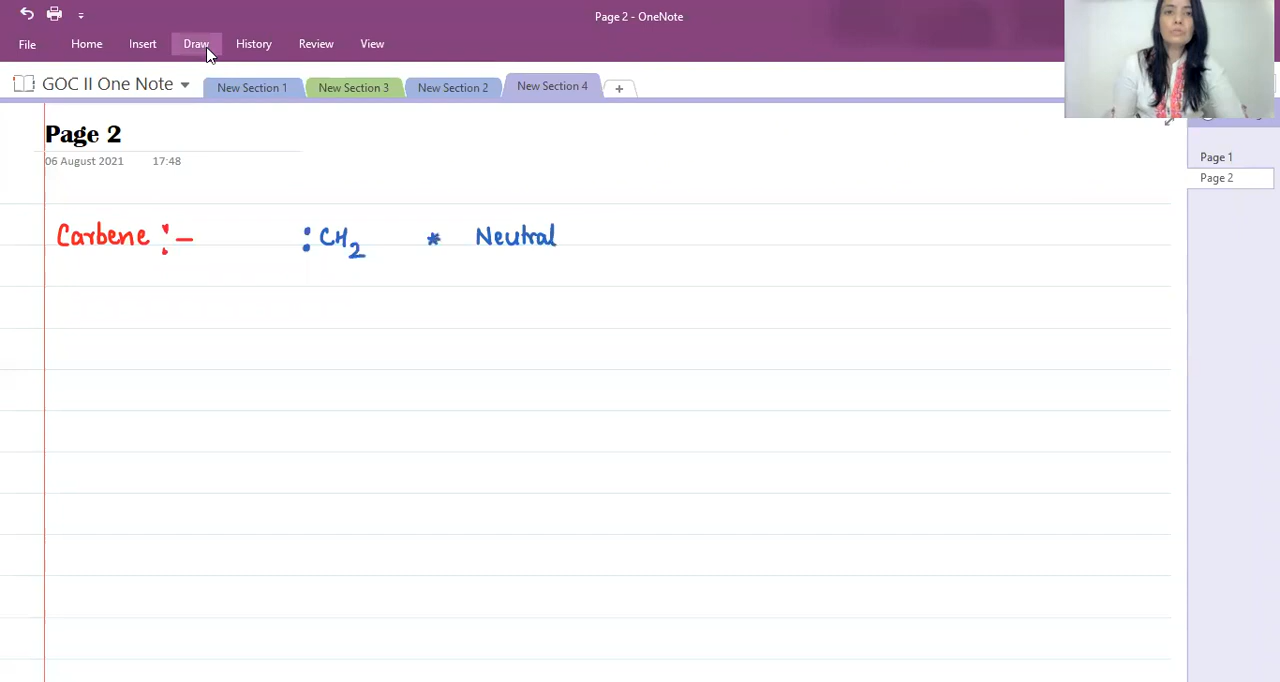 Page 2 - OneNote
File Home Insert Draw History Review View
GOC II One Note New Section 1 New Section 3 New Section 2 New Section 4 +
Page 2
06 August 2021 17:48
Page 1
Page 2
Carbene :- :CH₂ * Neutral